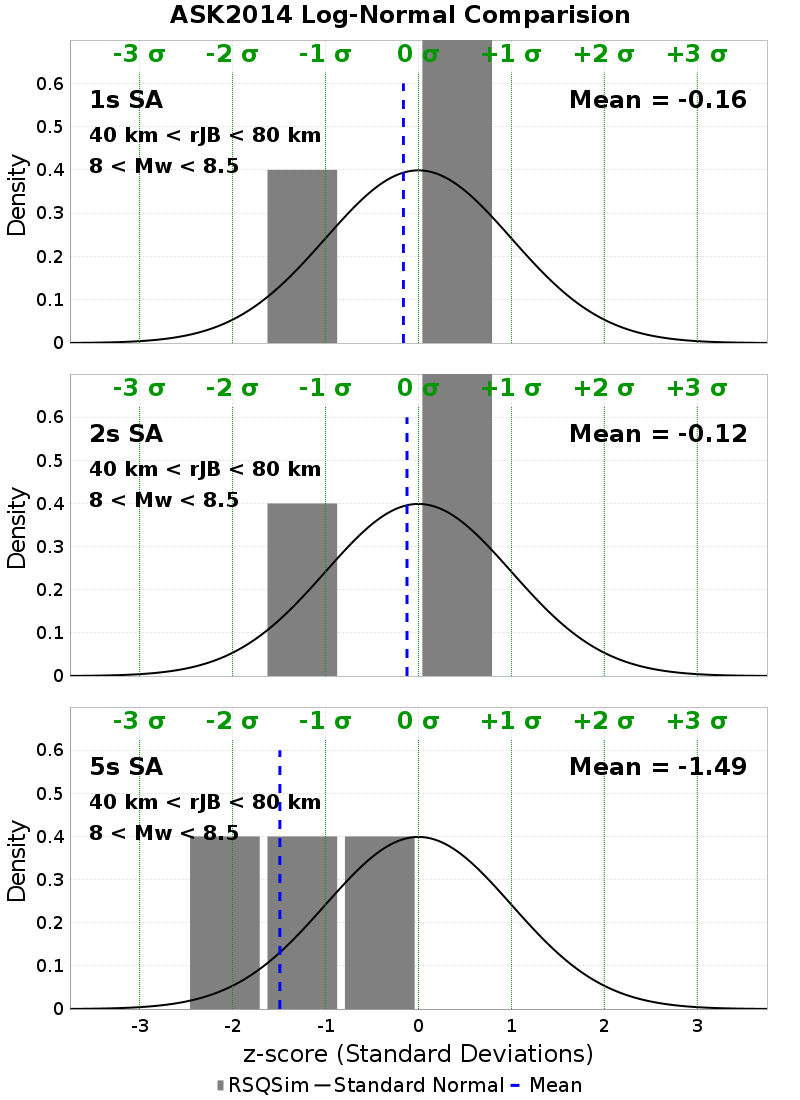 ASK2014 Log-Normal Comparision
-3 σ -2 σ -1 σ 0 σ +1 σ +2 σ +3 σ
1s SA
Mean = -0.16
40 km < rJB < 80 km
8 < Mw < 8.5
Density
0.6
0.5
0.4
0.3
0.2
0.1
0
-3 σ -2 σ -1 σ 0 σ +1 σ +2 σ +3 σ
2s SA
Mean = -0.12
40 km < rJB < 80 km
8 < Mw < 8.5
Density
0.6
0.5
0.4
0.3
0.2
0.1
0
-3 σ -2 σ -1 σ 0 σ +1 σ +2 σ +3 σ
5s SA
Mean = -1.49
40 km < rJB < 80 km
8 < Mw < 8.5
Density
0.6
0.5
0.4
0.3
0.2
0.1
0
-3 -2 -1 0 1 2 3
z-score (Standard Deviations)
RSQSim Standard Normal Mean